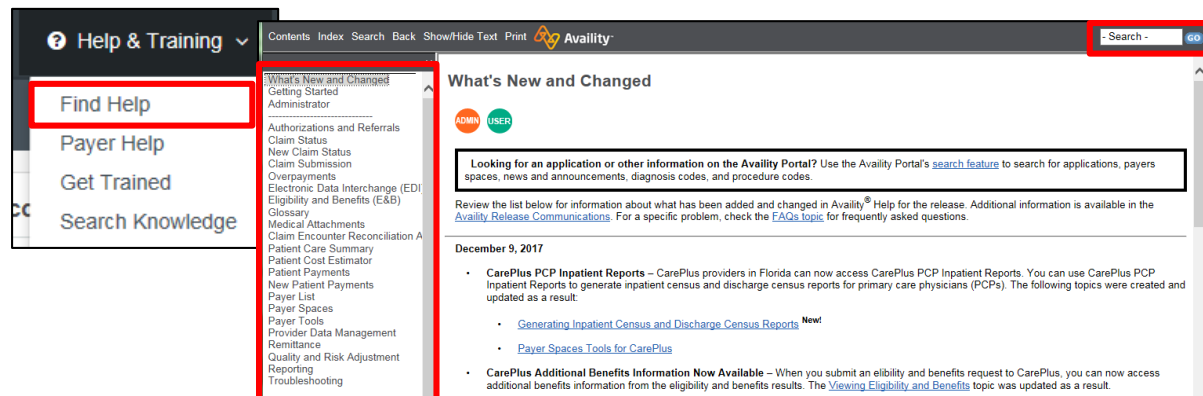 Help & Training
Find Help
Payer Help
Get Trained
Search Knowledge
Contents Index Search Back Show/Hide Text Print Availity
- Search - GO
What's New and Changed
Getting Started
Administrator
------------------------------
Authorizations and Referrals
Claim Status
New Claim Status
Claim Submission
Overpayments
Electronic Data Interchange (EDI
Eligibility and Benefits (E&B)
Glossary
Medical Attachments
Claim Encounter Reconciliation A
Patient Care Summary
Patient Cost Estimator
Patient Payments
New Patient Payments
Payer List
Payer Spaces
Payer Tools
Provider Data Management
Remittance
Quality and Risk Adjustment
Reporting
Troubleshooting
What's New and Changed
ADMIN USER
Looking for an application or other information on the Availity Portal? Use the Availity Portal's search feature to search for applications, payers
spaces, news and announcements, diagnosis codes, and procedure codes.
Review the list below for information about what has been added and changed in Availity® Help for the release. Additional information is available in the
Availity Release Communications. For a specific problem, check the FAQs topic for frequently asked questions.
December 9, 2017
• CarePlus PCP Inpatient Reports – CarePlus providers in Florida can now access CarePlus PCP Inpatient Reports. You can use CarePlus PCP
Inpatient Reports to generate inpatient census and discharge census reports for primary care physicians (PCPs). The following topics were created and
updated as a result:
• Generating Inpatient Census and Discharge Census Reports New!
• Payer Spaces Tools for CarePlus
• CarePlus Additional Benefits Information Now Available – When you submit an elibility and benefits request to CarePlus, you can now access
additional benefits information from the eligibility and benefits results. The Viewing Eligibility and Benefits topic was updated as a result.